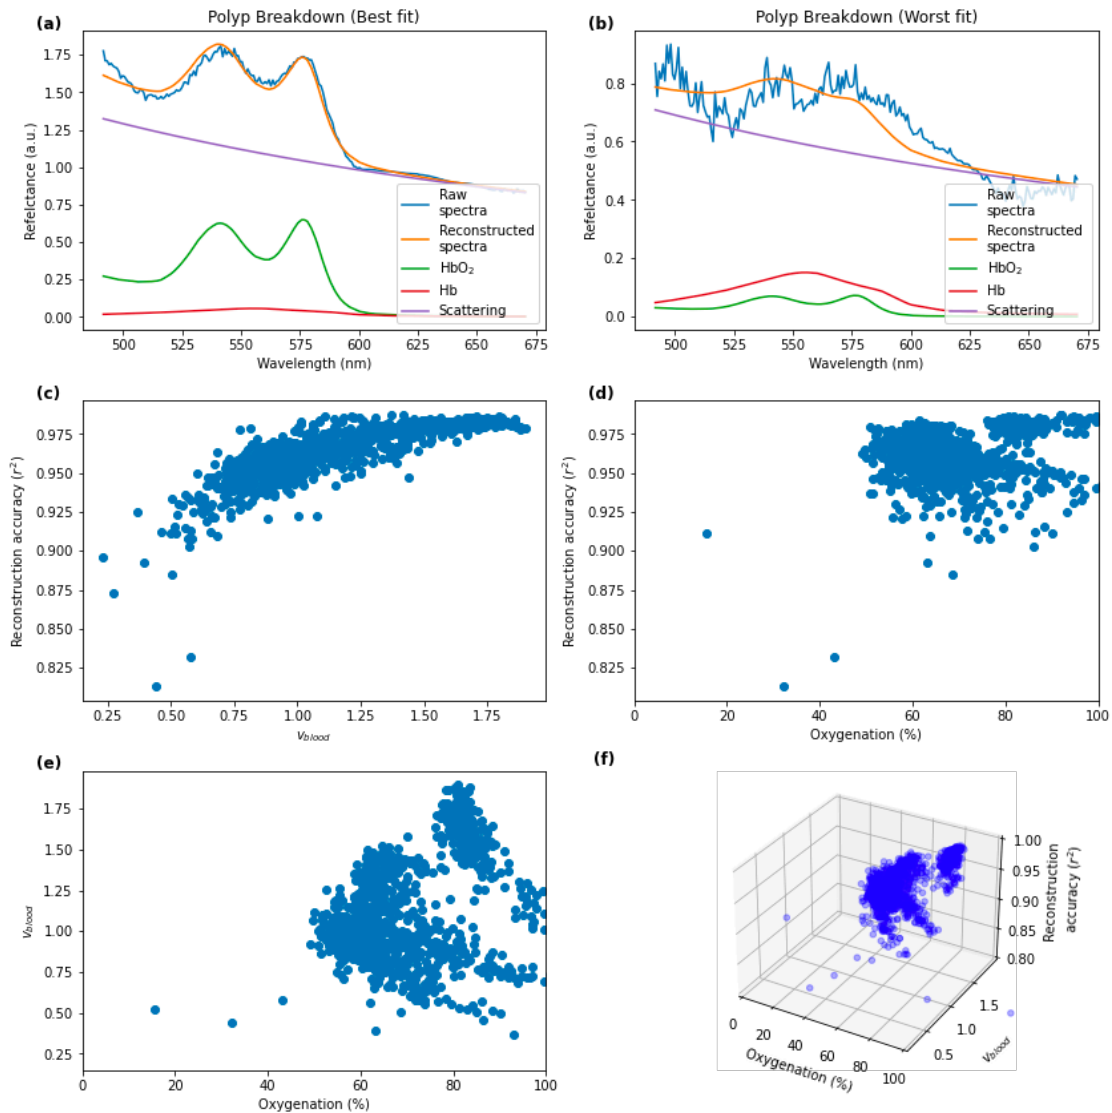 (a)
Polyp Breakdown (Best fit)
Refelctance (a.u.)
1.75
1.50
1.25
1.00
0.75
0.50
0.25
0.00
Raw
spectra
Reconstructed
spectra
HbO₂
Hb
Scattering
500 525 550 575 600 625 650 675
Wavelength (nm)
(b)
Polyp Breakdown (Worst fit)
Refelctance (a.u.)
0.8
0.6
0.4
0.2
0.0
Raw
spectra
Reconstructed
spectra
HbO₂
Hb
Scattering
500 525 550 575 600 625 650 675
Wavelength (nm)
(c)
Reconstruction accuracy (r²)
0.975
0.950
0.925
0.900
0.875
0.850
0.825
0.25 0.50 0.75 1.00 1.25 1.50 1.75
v_blood
(d)
Reconstruction accuracy (r²)
0.975
0.950
0.925
0.900
0.875
0.850
0.825
0 20 40 60 80 100
Oxygenation (%)
(e)
v_blood
1.75
1.50
1.25
1.00
0.75
0.50
0.25
0 20 40 60 80 100
Oxygenation (%)
(f)
1.00
0.95
0.90
0.85
0.80
Reconstruction
accuracy (r²)
1.5
1.0
0.5
v_blood
0 20 40 60 80 100
Oxygenation (%)